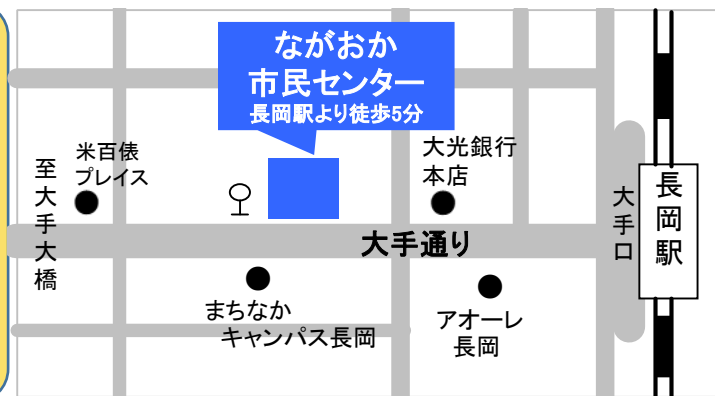 ながおか
市民センター
長岡駅より徒歩5分
至大手大橋
米百俵
プレイス
大光銀行
本店
大手口
長岡駅
大手通り
まちなか
キャンパス長岡
アオーレ
長岡